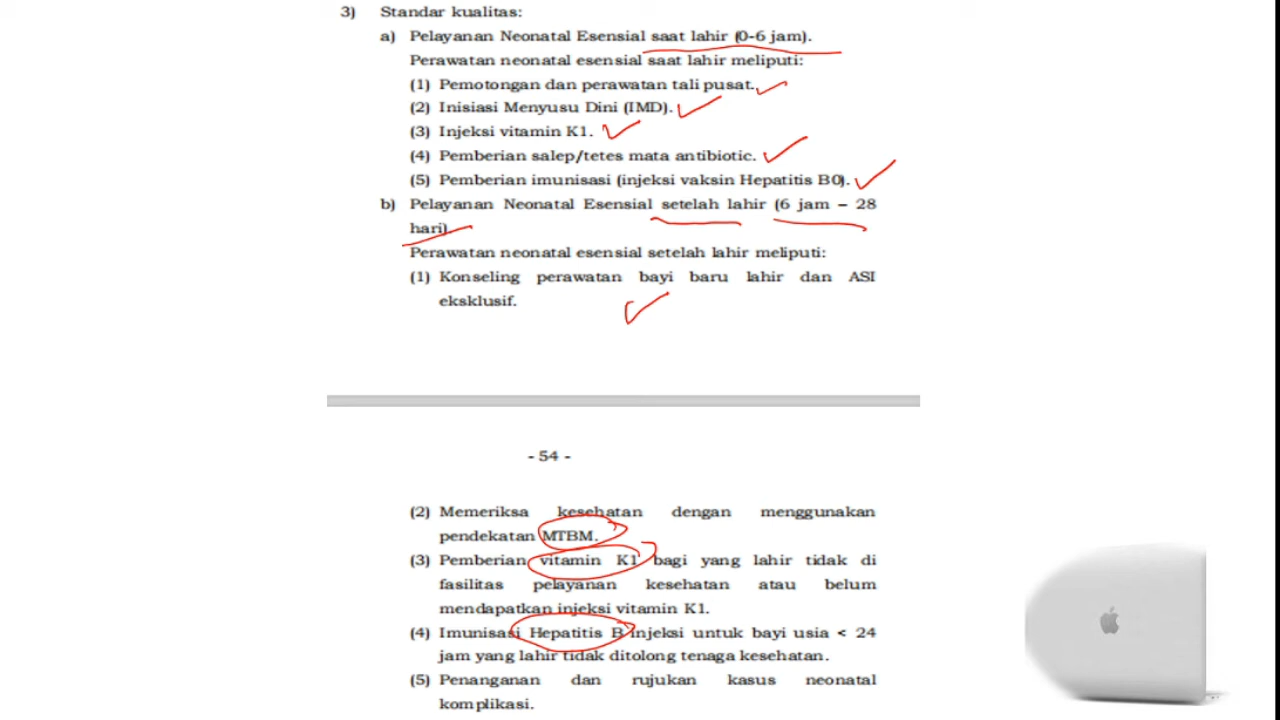 3) Standar kualitas:
a) Pelayanan Neonatal Esensial saat lahir (0-6 jam).
Perawatan neonatal esensial saat lahir meliputi:
(1) Pemotongan dan perawatan tali pusat.
(2) Inisiasi Menyusu Dini (IMD).
(3) Injeksi vitamin K1.
(4) Pemberian salep/tetes mata antibiotic.
(5) Pemberian imunisasi (injeksi vaksin Hepatitis B0).
b) Pelayanan Neonatal Esensial setelah lahir (6 jam – 28
hari).
Perawatan neonatal esensial setelah lahir meliputi:
(1) Konseling perawatan bayi baru lahir dan ASI
eksklusif.
- 54 -
(2) Memeriksa kesehatan dengan menggunakan
pendekatan MTBM.
(3) Pemberian vitamin K1 bagi yang lahir tidak di
fasilitas pelayanan kesehatan atau belum
mendapatkan injeksi vitamin K1.
(4) Imunisasi Hepatitis B injeksi untuk bayi usia < 24
jam yang lahir tidak ditolong tenaga kesehatan.
(5) Penanganan dan rujukan kasus neonatal
komplikasi.